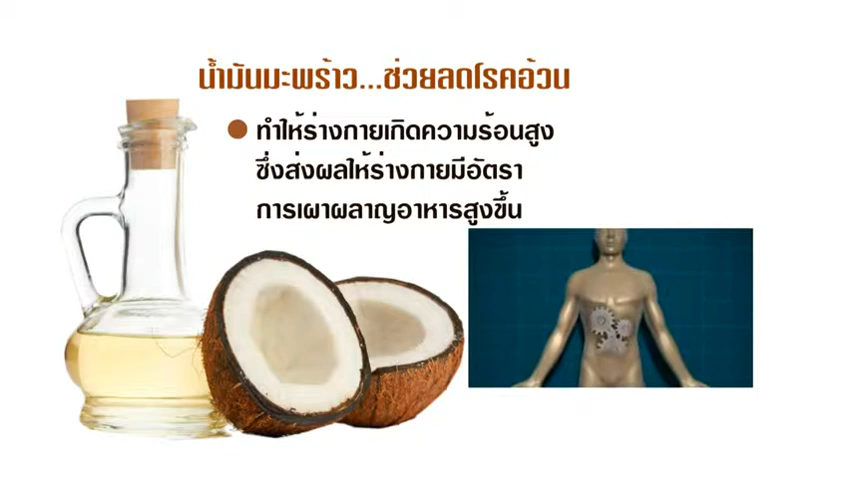 น้ำมันมะพร้าว...ช่วยลดโรคอ้วน
ทำให้ร่างกายเกิดความร้อนสูง
ซึ่งส่งผลให้ร่างกายมีอัตรา
การเผาผลาญอาหารสูงขึ้น